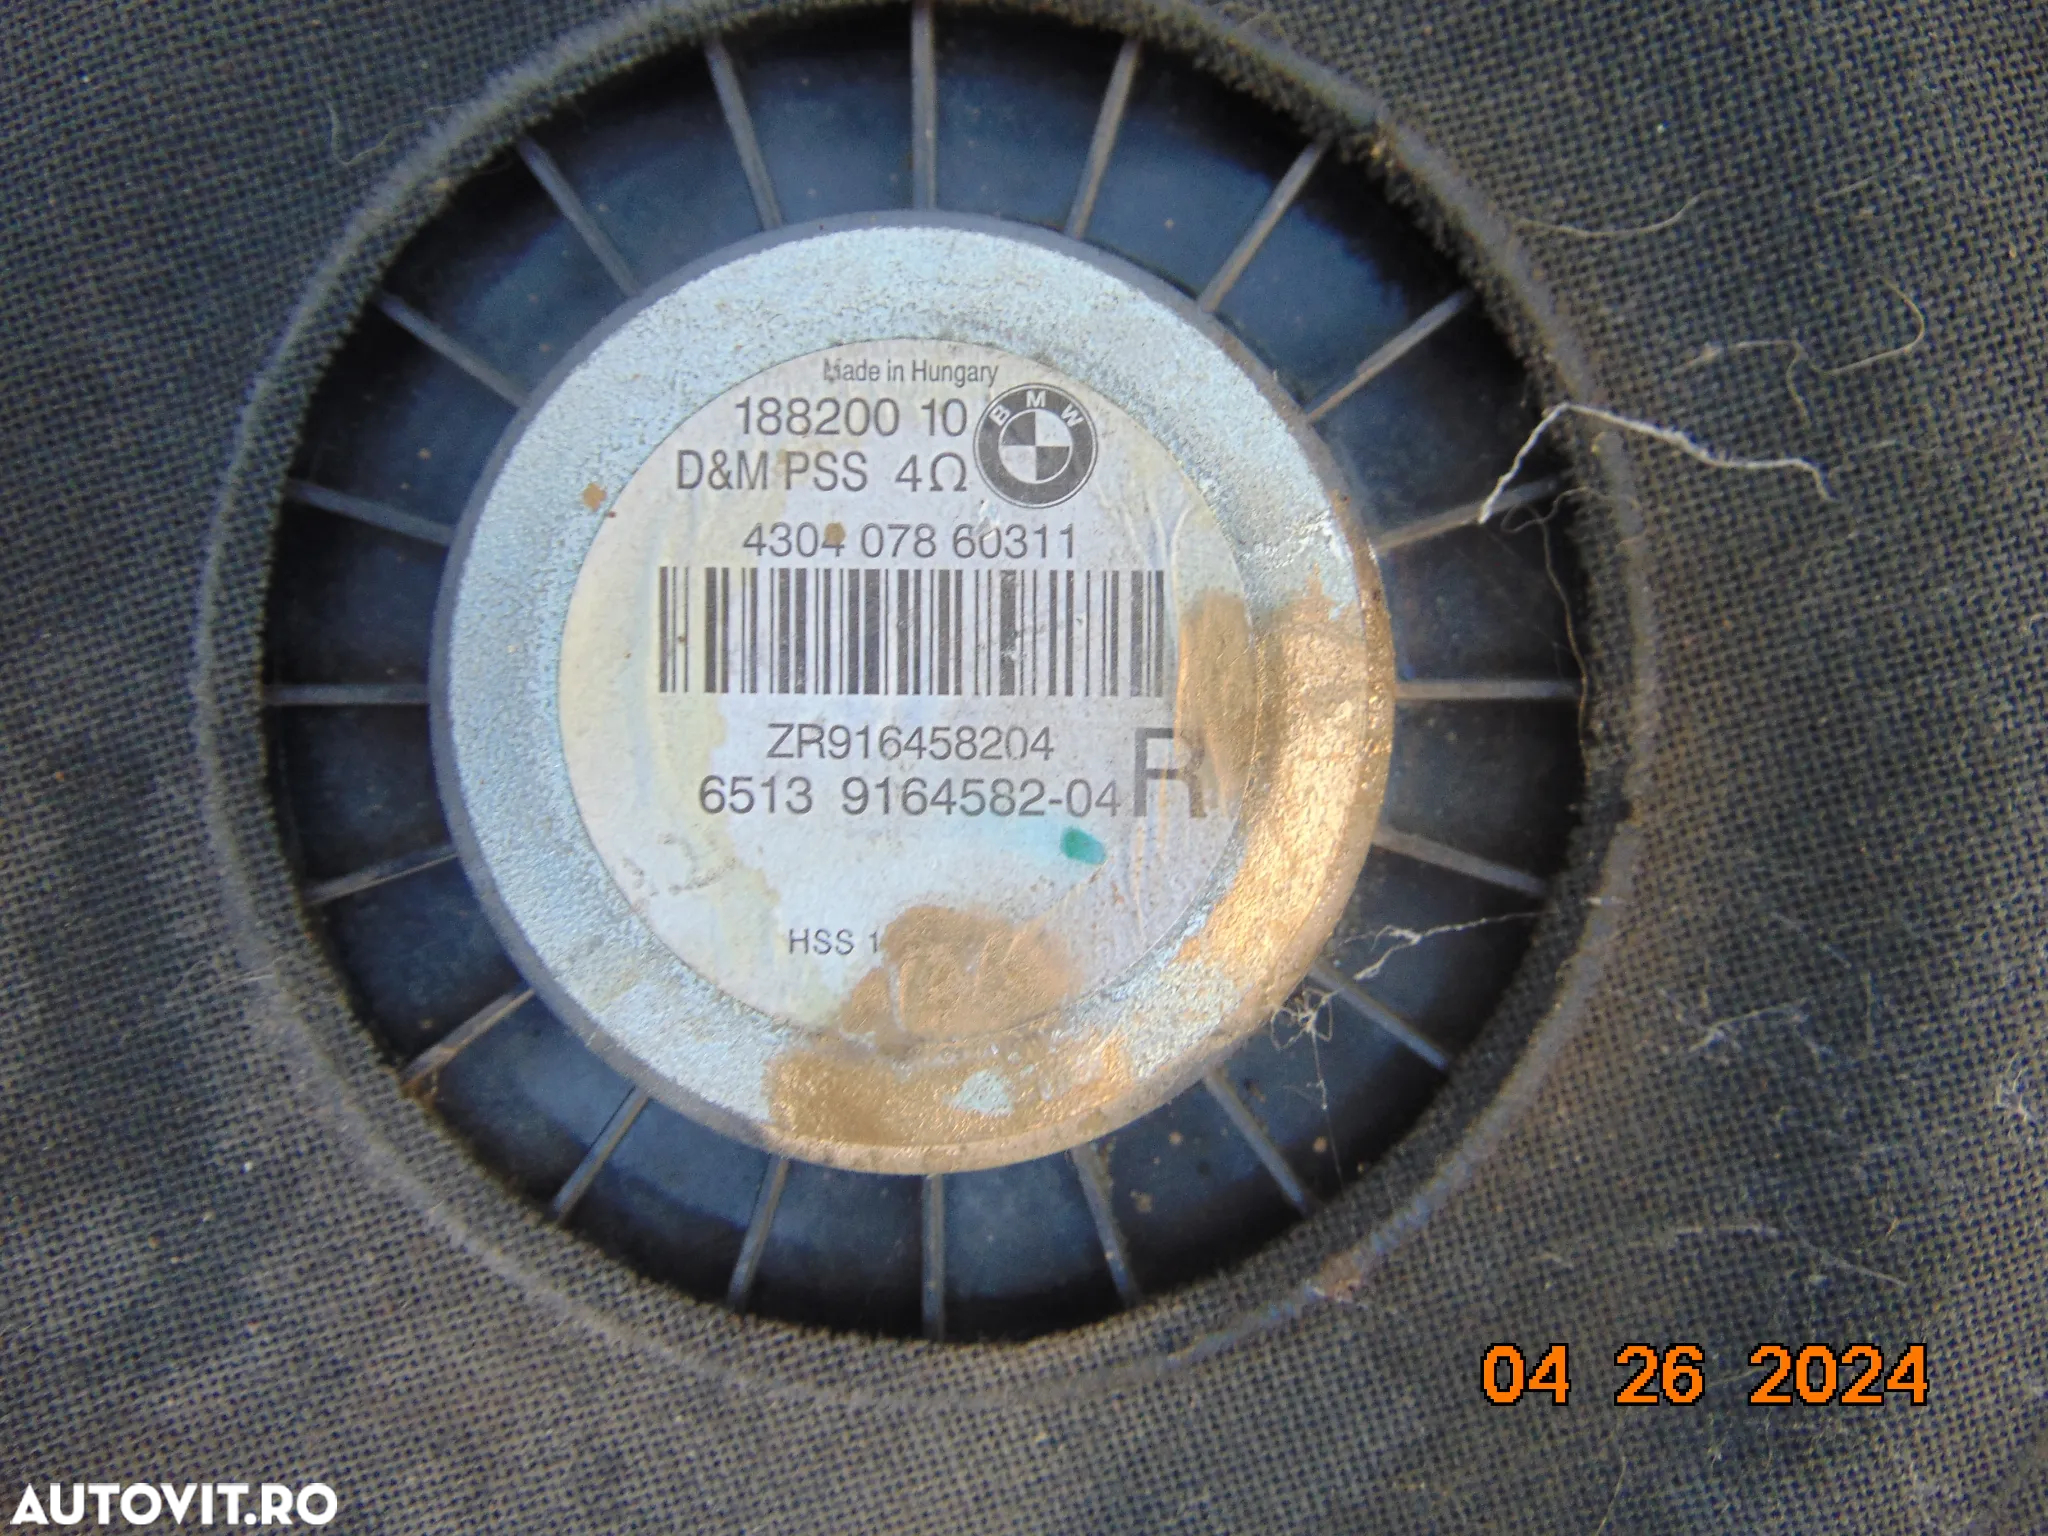 Made in Hungary
188200 10
BMW
D&M PSS 4Ω
4304 078 60311
ZR916458204
6513 9164582-04 R
HSS 1
04 26 2024
AUTOVIT.RO